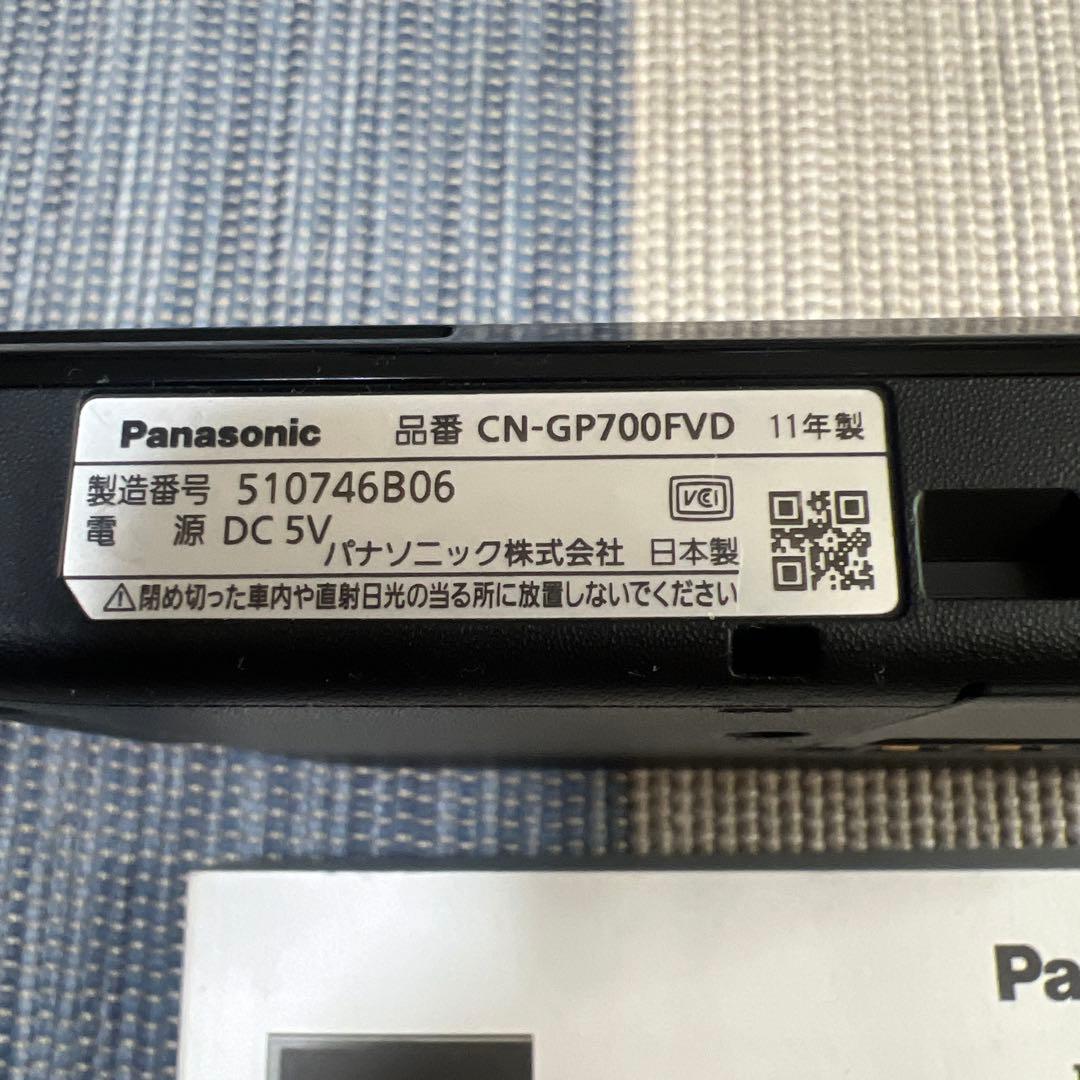 Panasonic 品番 CN-GP700FVD 11年製
製造番号 510746B06
VCCI
電 源 DC 5V
パナソニック株式会社 日本製
⚠閉め切った車内や直射日光の当る所に放置しないでください
Pa